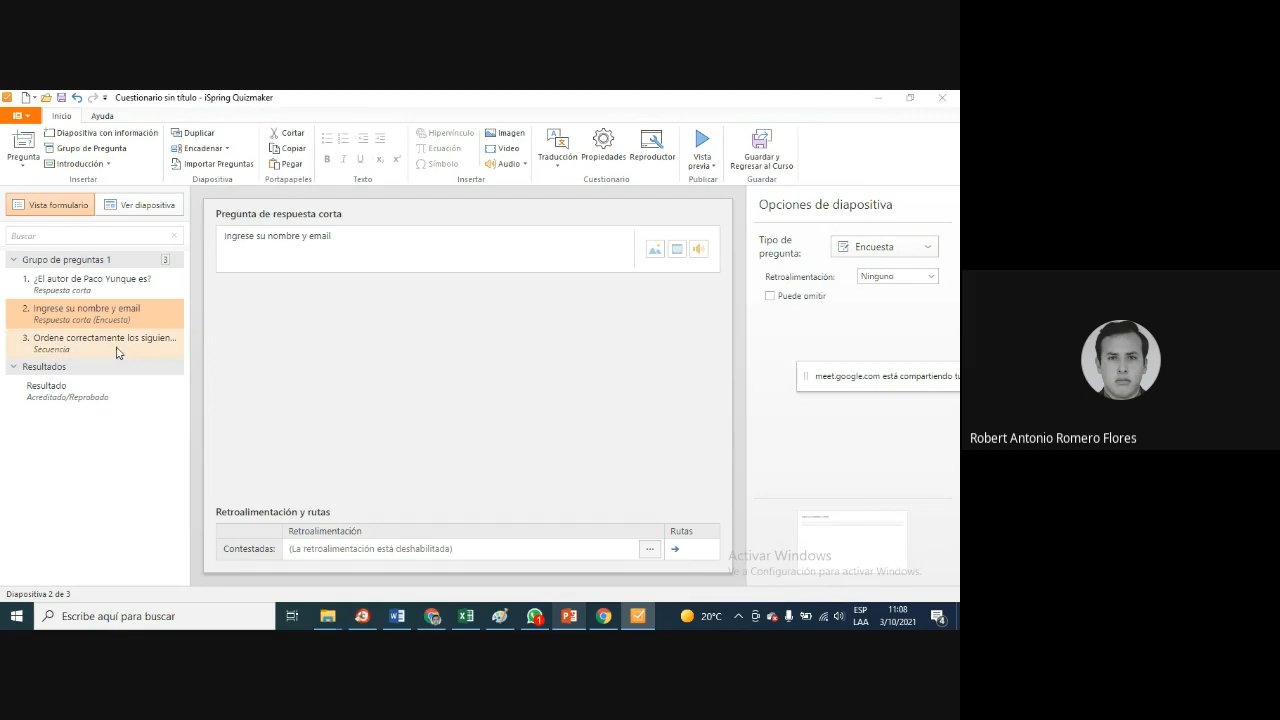 Cuestionario sin título - iSpring Quizmaker
Inicio
Ayuda
Pregunta
Diapositiva con información
Grupo de Pregunta
Introducción
Insertar
Duplicar
Encadenar
Importar Preguntas
Diapositiva
Cortar
Copiar
Pegar
Portapapeles
B I U x₂ x²
Texto
Hipervínculo
Ecuación
Símbolo
Imagen
Vídeo
Audio
Insertar
Traducción
Propiedades
Reproductor
Cuestionario
Vista previa
Publicar
Guardar y Regresar al Curso
Guardar
Vista formulario
Ver diapositiva
Buscar
Grupo de preguntas 1
3
1. ¿El autor de Paco Yunque es?
Respuesta corta
2. Ingrese su nombre y email
Respuesta corta (Encuesta)
3. Ordene correctamente los siguien...
Secuencia
Resultados
Resultado
Acreditado/Reprobado
Pregunta de respuesta corta
Ingrese su nombre y email
Retroalimentación y rutas
Retroalimentación
Rutas
Contestadas:
(La retroalimentación está deshabilitada)
...
Opciones de diapositiva
Tipo de pregunta:
Encuesta
Retroalimentación:
Ninguno
Puede omitir
meet.google.com está compartiendo tu
Activar Windows
Ve a Configuración para activar Windows.
Diapositiva 2 de 3
Escribe aquí para buscar
1
20°C
ESP
LAA
11:08
3/10/2021
4
Robert Antonio Romero Flores